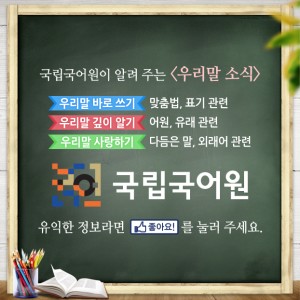 국립국어원이 알려 주는 〈우리말 소식〉
우리말 바로 쓰기 맞춤법, 표기 관련
우리말 깊이 알기 어원, 유래 관련
우리말 사랑하기 다듬은 말, 외래어 관련
국립국어원
유익한 정보라면 좋아요! 를 눌러 주세요.